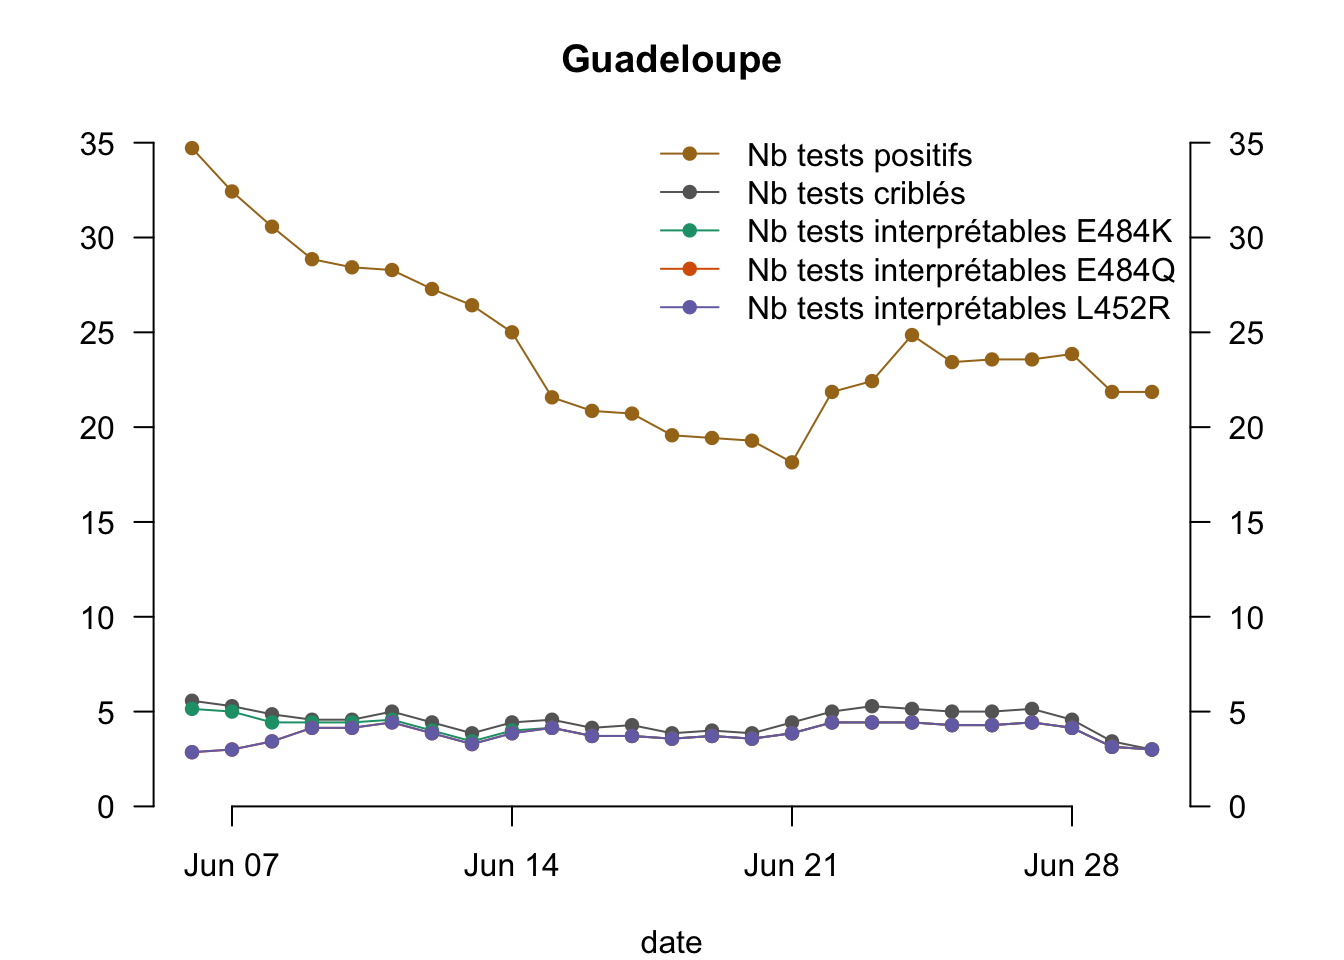 Guadeloupe
Nb tests positifs
Nb tests criblés
Nb tests interprétables E484K
Nb tests interprétables E484Q
Nb tests interprétables L452R
35 35
30 30
25 25
20 20
15 15
10 10
5 5
0 0
Jun 07 Jun 14 Jun 21 Jun 28
date